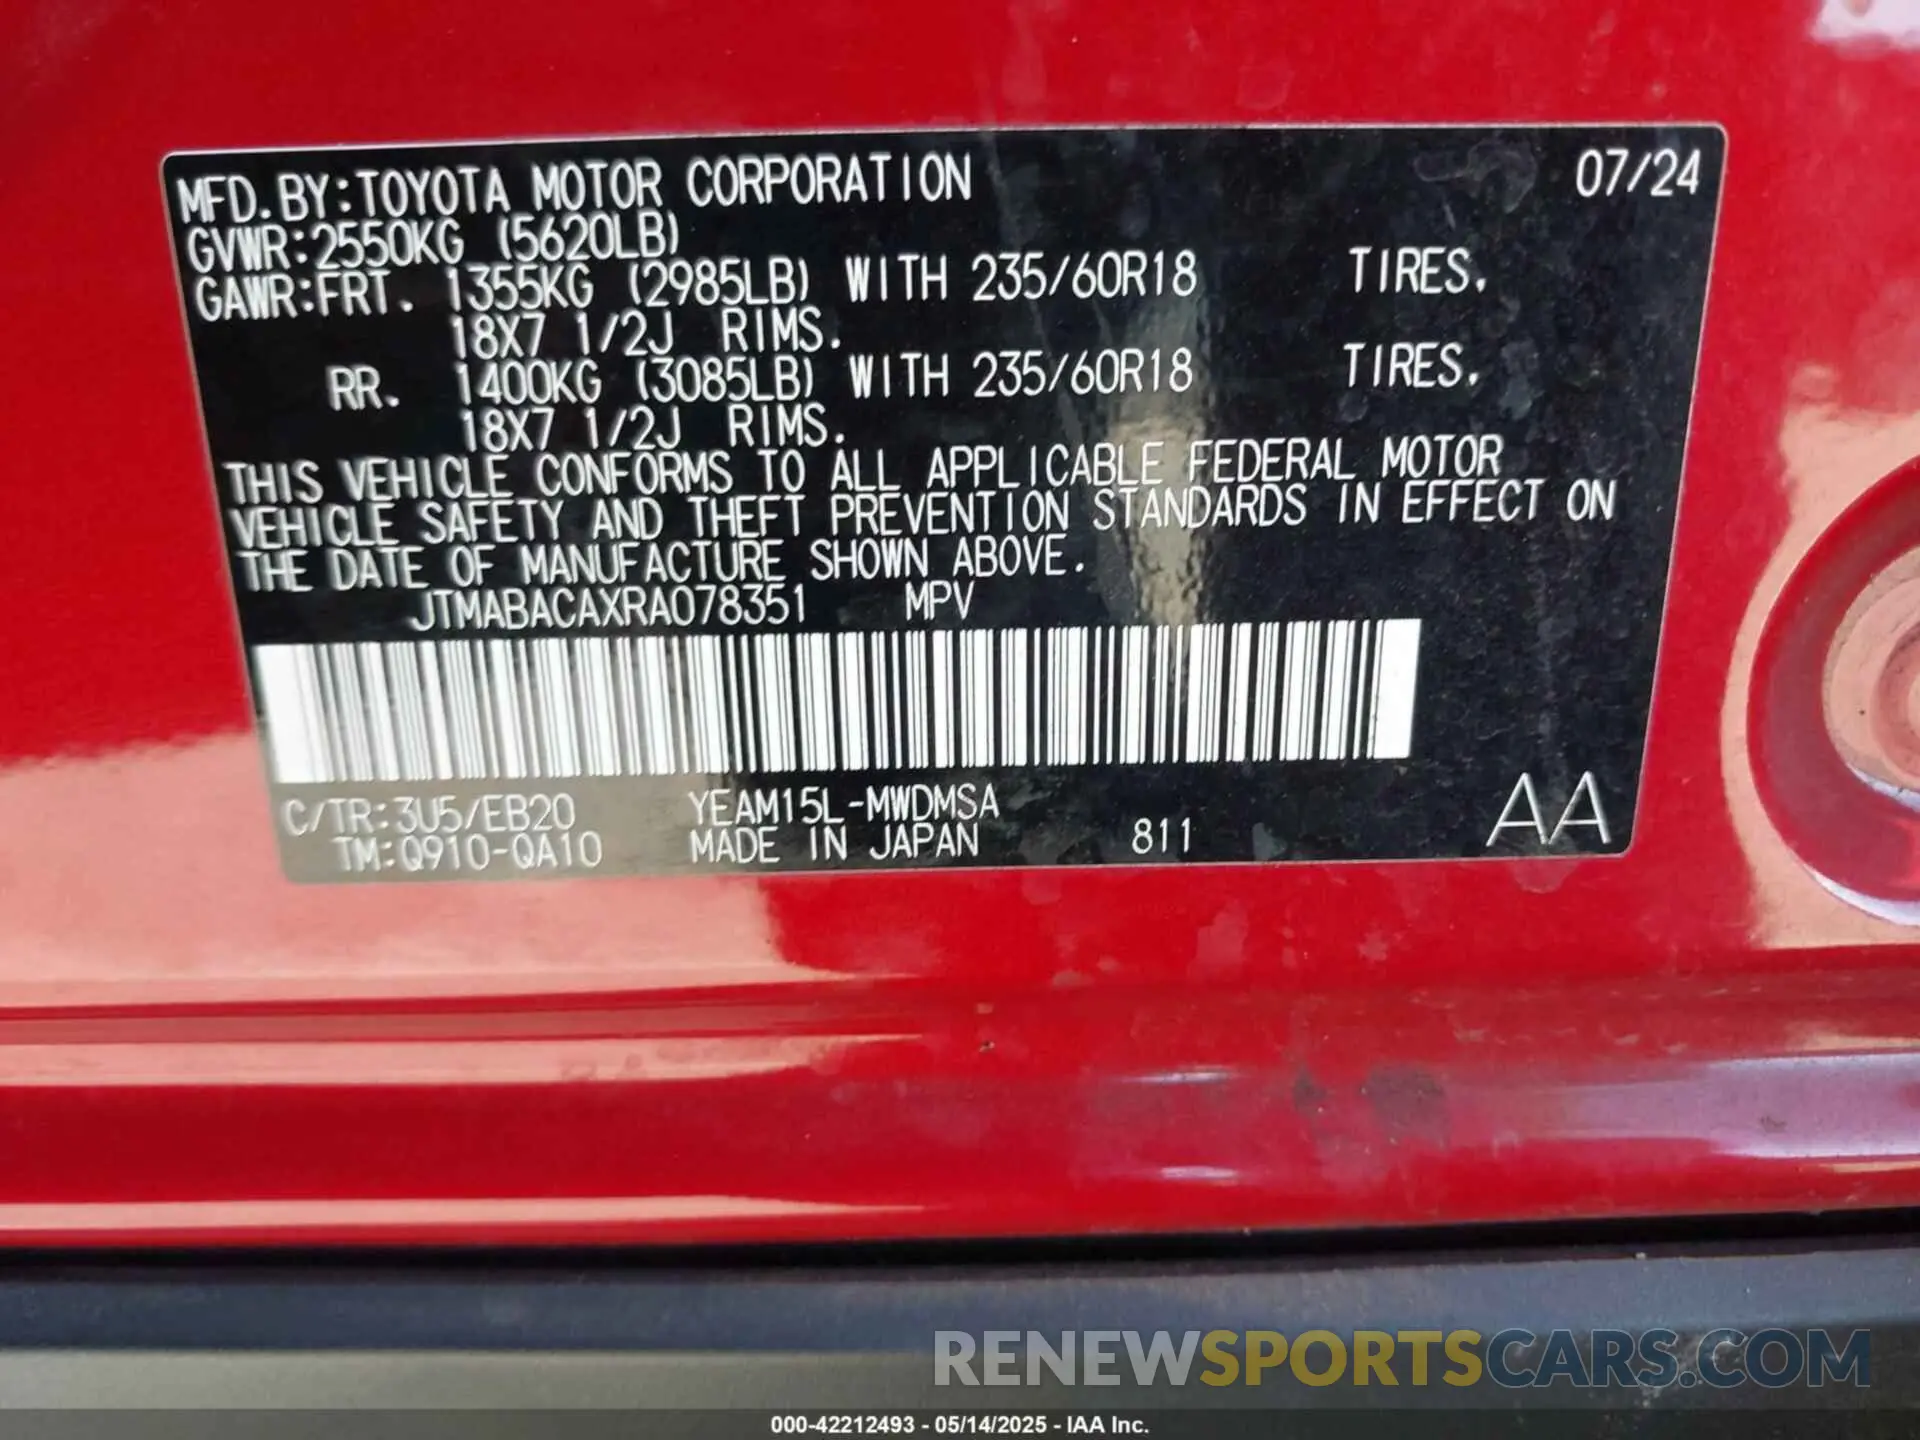 MFD.BY:TOYOTA MOTOR CORPORATION 07/24
GVWR:2550KG (5620LB)
GAWR:FRT. 1355KG (2985LB) WITH 235/60R18 TIRES.
18X7 1/2J RIMS.
RR. 1400KG (3085LB) WITH 235/60R18 TIRES.
18X7 1/2J RIMS.
THIS VEHICLE CONFORMS TO ALL APPLICABLE FEDERAL MOTOR
VEHICLE SAFETY AND THEFT PREVENTION STANDARDS IN EFFECT ON
THE DATE OF MANUFACTURE SHOWN ABOVE.
JTMABACAXRA078351 MPV
C/TR:3U5/EB20 YEAM15L-MWDMSA
TM:Q910-QA10 MADE IN JAPAN 811 AA
RENEWSPORTSCARS.COM
000-42212493 - 05/14/2025 - IAA Inc.